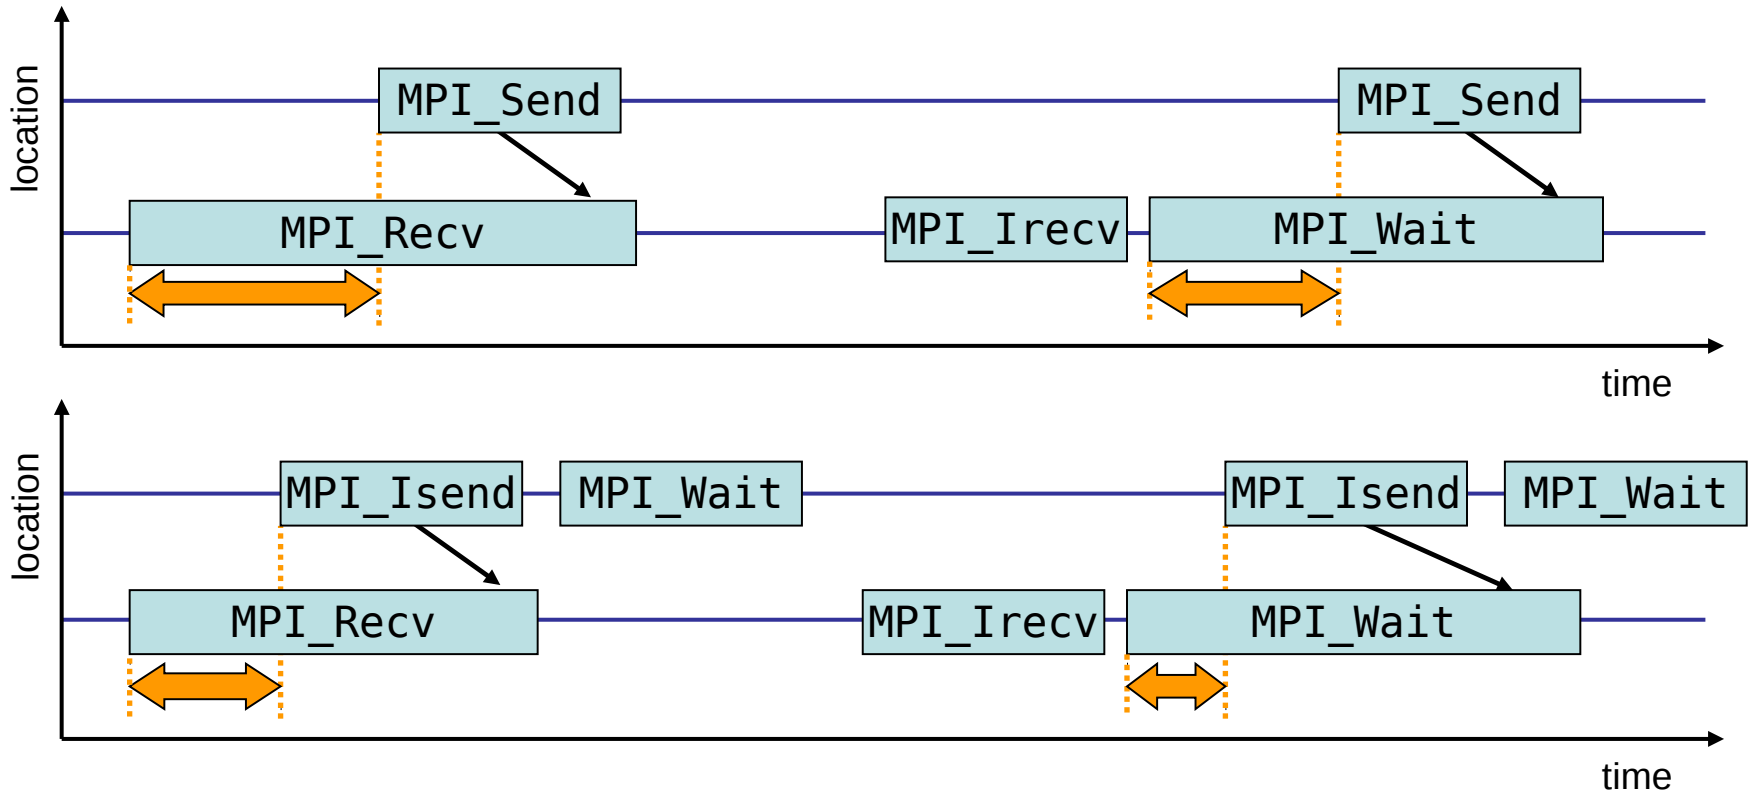 location
MPI_Send
MPI_Send
MPI_Recv
MPI_Irecv
MPI_Wait
time
location
MPI_Isend
MPI_Wait
MPI_Isend
MPI_Wait
MPI_Recv
MPI_Irecv
MPI_Wait
time